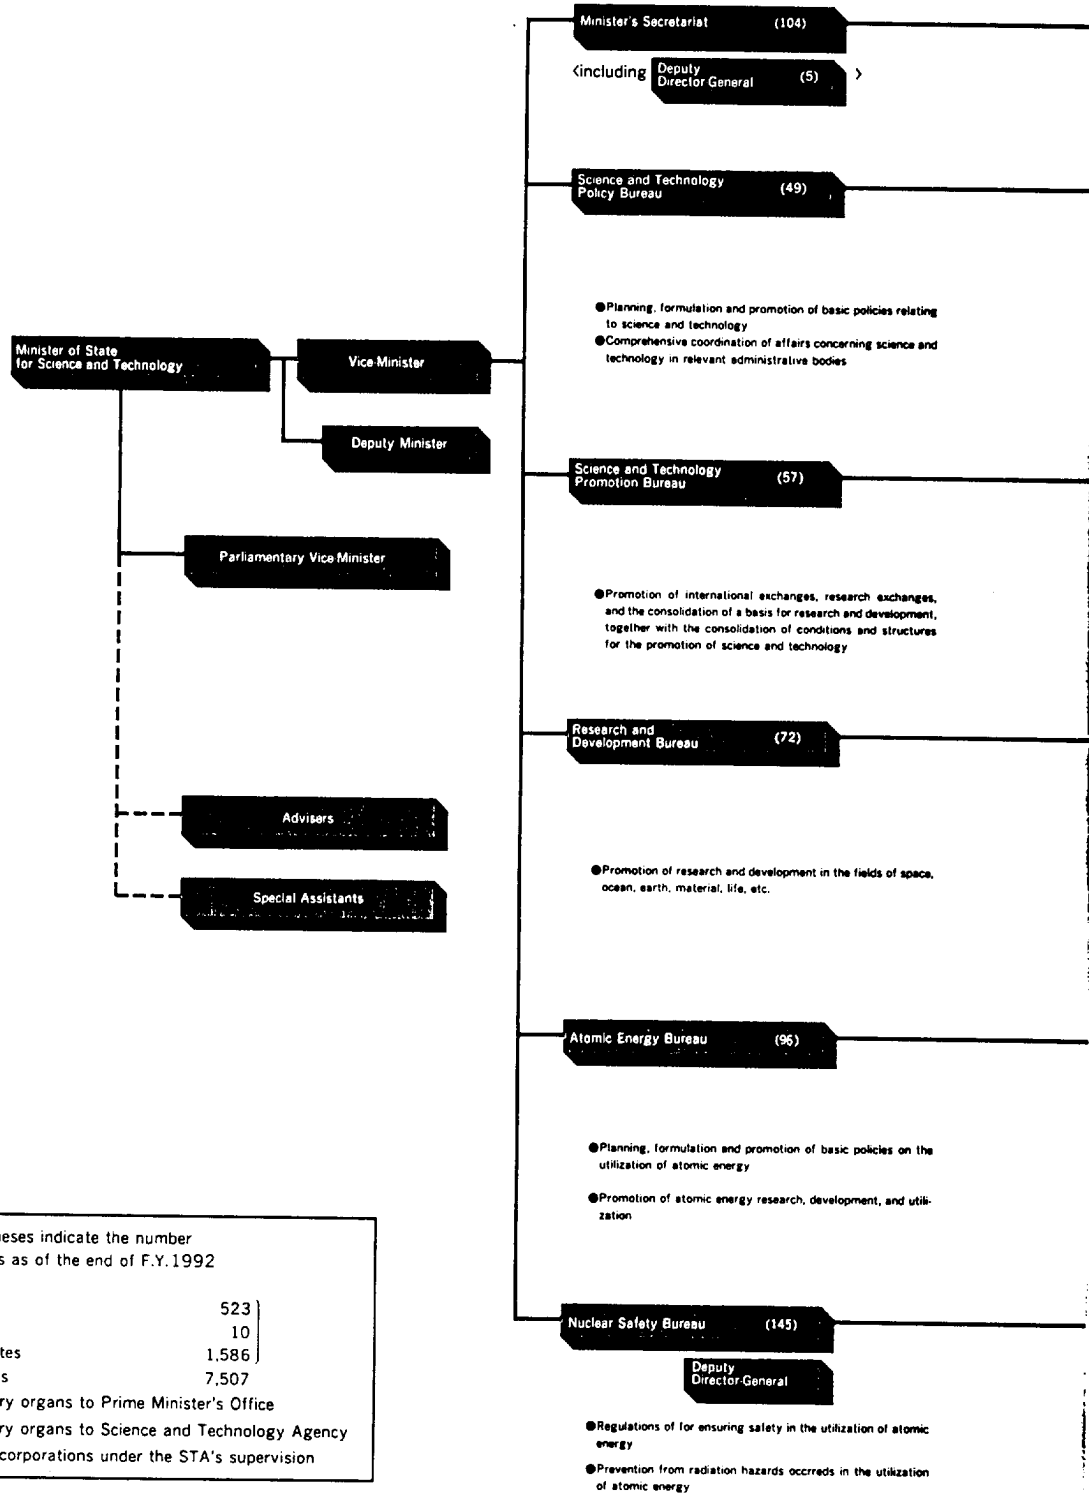 Minister's Secretariat (104)
<including Deputy Director General (5) >
Science and Technology
Policy Bureau (49)
●Planning, formulation and promotion of basic policies relating
to science and technology
●Comprehensive coordination of affairs concerning science and
technology in relevant administrative bodies
Minister of State
for Science and Technology
Vice-Minister
Deputy Minister
Science and Technology
Promotion Bureau (57)
Parliamentary Vice Minister
●Promotion of international exchanges, research exchanges,
and the consolidation of a basis for research and development,
together with the consolidation of conditions and structures
for the promotion of science and technology
Research and
Development Bureau (72)
Advisers
●Promotion of research and development in the fields of space,
ocean, earth, material, life, etc.
Special Assistants
Atomic Energy Bureau (96)
●Planning, formulation and promotion of basic policies on the
utilization of atomic energy
●Promotion of atomic energy research, development, and utili-
zation
Nuclear Safety Bureau (145)
Deputy
Director-General
●Regulations of for ensuring safety in the utilization of atomic
energy
●Prevention from radiation hazards occrreds in the utilization
of atomic energy
eses indicate the number
s as of the end of F.Y.1992
523
10
tes 1,586
s 7,507
ry organs to Prime Minister's Office
ry organs to Science and Technology Agency
corporations under the STA's supervision